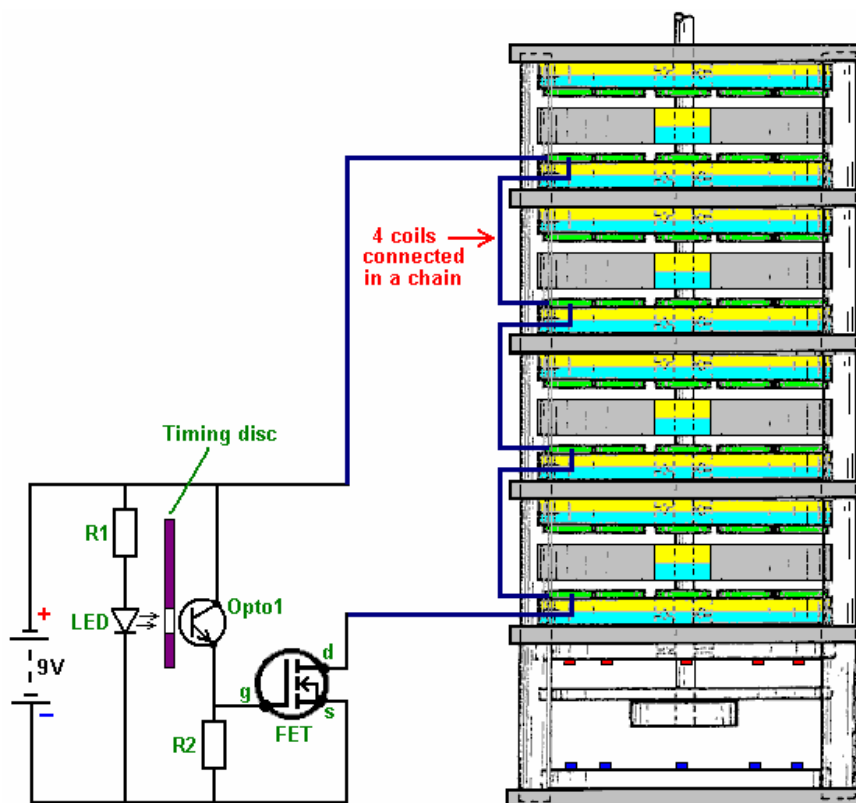 4 coils
connected
in a chain
Timing disc
R1
LED
Opto1
+
9V
–
d
g
s
R2
FET